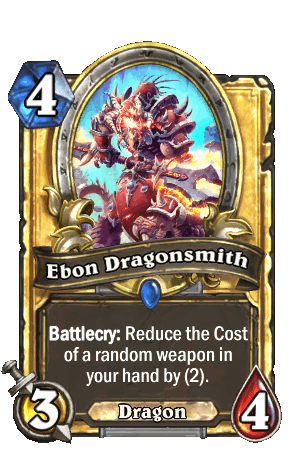 4
Ebon Dragonsmith
Battlecry: Reduce the Cost
of a random weapon in
your hand by (2).
3
Dragon
4